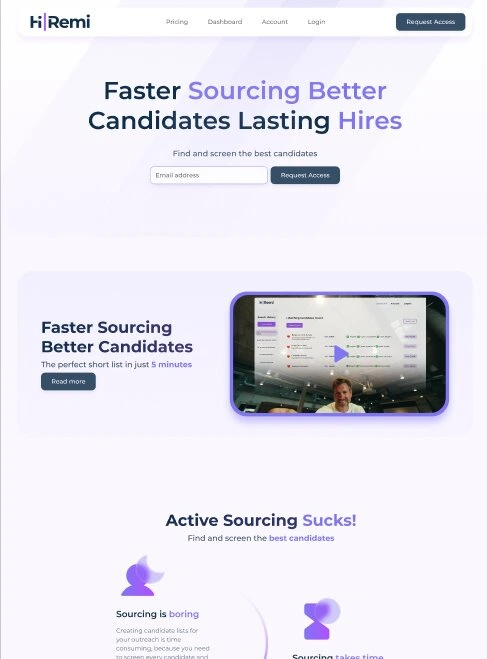 Hi|Remi
Pricing Dashboard Account Login
Request Access
Faster Sourcing Better
Candidates Lasting Hires
Find and screen the best candidates
Email address
Request Access
Faster Sourcing
Better Candidates
The perfect short list in just 5 minutes
Read more
Hi Remi
Active Sourcing Sucks!
Find and screen the best candidates
Sourcing is boring
Creating candidate lists for
your outreach is time
consuming, because you need
to screen every candidate and
Sourcing takes time